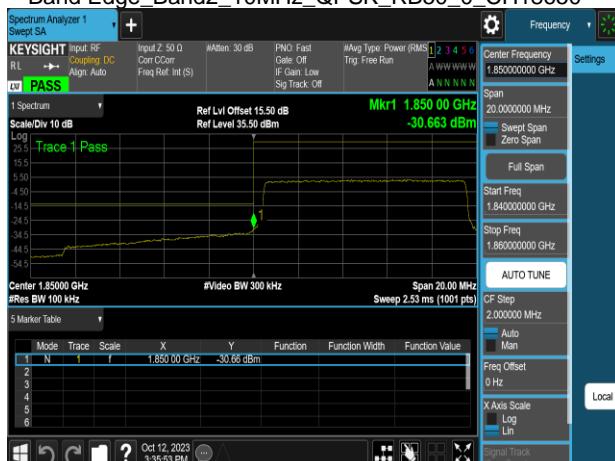 Spectrum Analyzer 1
Swept SA
+
Frequency
KEYSIGHT
RL
LXI
PASS
Input: RF
Coupling: DC
Align: Auto
Input Z: 50 Ω
Corr CCorr
Freq Ref: Int (S)
#Atten: 30 dB
PNO: Fast
Gate: Off
IF Gain: Low
Sig Track: Off
#Avg Type: Power (RMS
Trig: Free Run
1 2 3 4 5 6
A W W W W W
A N N N N N
1 Spectrum
Scale/Div 10 dB
Ref Lvl Offset 15.50 dB
Ref Level 35.50 dBm
Mkr1 1.850 00 GHz
-30.663 dBm
Log
Trace 1 Pass
25.5
15.5
5.50
-4.50
-14.5
-24.5
-34.5
-44.5
-54.5
1
Center 1.85000 GHz
#Res BW 100 kHz
#Video BW 300 kHz
Span 20.00 MHz
Sweep 2.53 ms (1001 pts)
5 Marker Table
Mode Trace Scale X Y Function Function Width Function Value
1 N 1 f 1.850 00 GHz -30.66 dBm
2
3
4
5
6
Oct 12, 2023
3:35:53 PM
Center Frequency
1.850000000 GHz
Settings
Span
20.0000000 MHz
Swept Span
Zero Span
Full Span
Start Freq
1.840000000 GHz
Stop Freq
1.860000000 GHz
AUTO TUNE
CF Step
2.000000 MHz
Auto
Man
Freq Offset
0 Hz
Local
X Axis Scale
Log
Lin
Signal Track